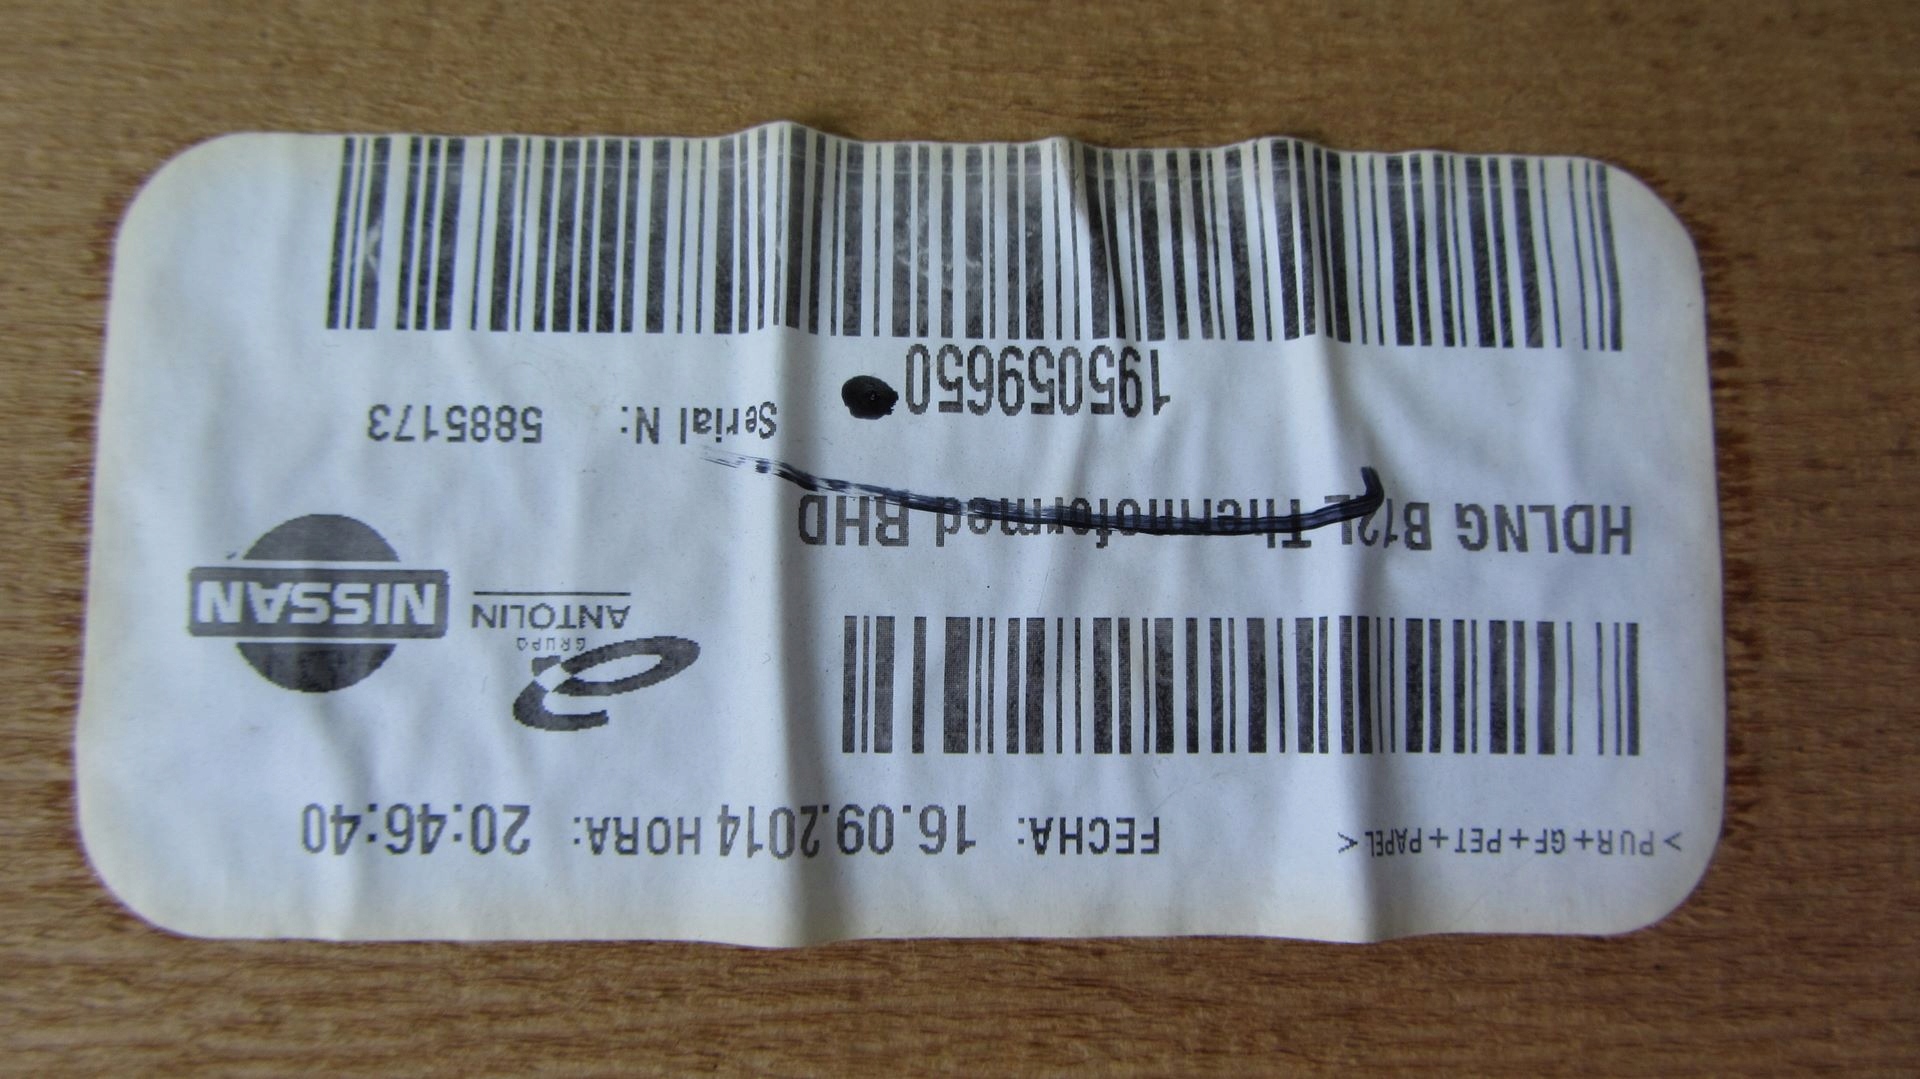 >PUR+GF+PET+PAPEL<
FECHA: 16.09.2014 HORA: 20:46:40
GRUPO
ANTOLIN
NISSAN
HDLNG B12L Thermoformed RHD
Serial N: 5885173
195059650